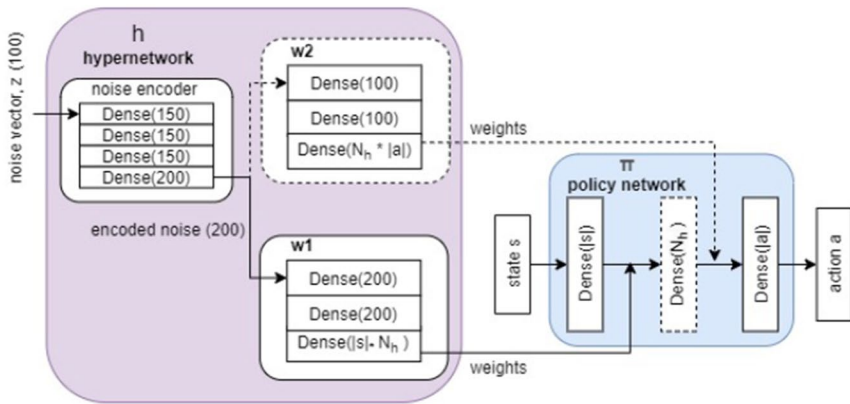 h
hypernetwork
noise vector, z (100)
noise encoder
Dense(150)
Dense(150)
Dense(150)
Dense(200)
encoded noise (200)
w2
Dense(100)
Dense(100)
Dense(N_h * |a|)
weights
w1
Dense(200)
Dense(200)
Dense(|s|- N_h )
weights
π
policy network
state s
Dense(|s|)
Dense(N_h )
Dense(|a|)
action a